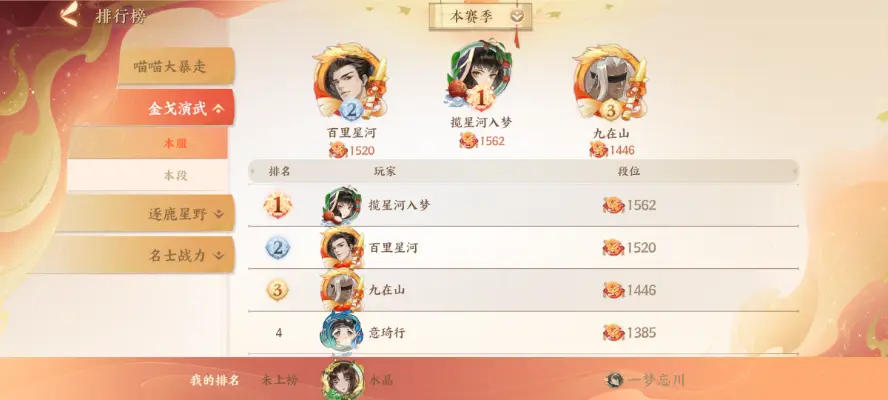 排行榜
本赛季
喵喵大暴走
金戈演武
本服
本段
逐鹿星野
名士战力
2
百里星河
1520
1
揽星河入梦
1562
3
九在山
1446
排名 玩家 段位
1 揽星河入梦 1562
2 百里星河 1520
3 九在山 1446
4 意琦行 1385
我的排名 未上榜 水晶 一梦忘川